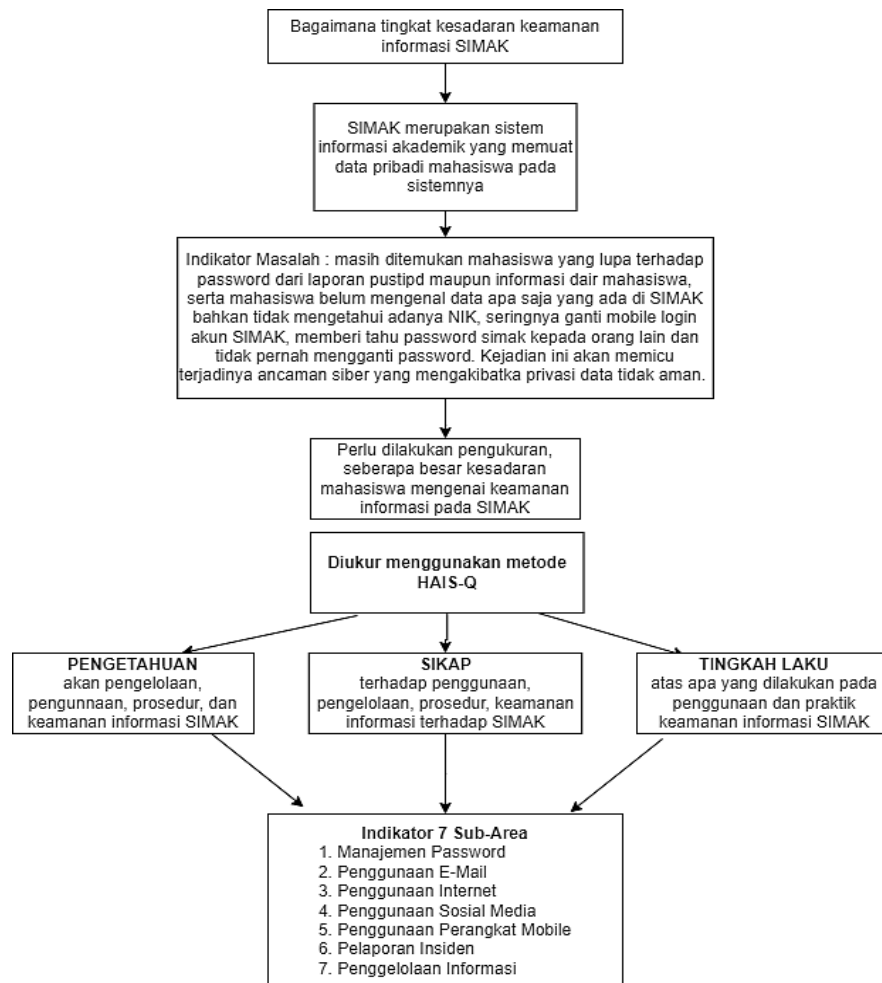 Bagaimana tingkat kesadaran keamanan
informasi SIMAK
SIMAK merupakan sistem
informasi akademik yang memuat
data pribadi mahasiswa pada
sistemnya
Indikator Masalah : masih ditemukan mahasiswa yang lupa terhadap
password dari laporan pustipd maupun informasi dair mahasiswa,
serta mahasiswa belum mengenal data apa saja yang ada di SIMAK
bahkan tidak mengetahui adanya NIK, seringnya ganti mobile login
akun SIMAK, memberi tahu password simak kepada orang lain dan
tidak pernah mengganti password. Kejadian ini akan memicu
terjadinya ancaman siber yang mengakibatka privasi data tidak aman.
Perlu dilakukan pengukuran,
seberapa besar kesadaran
mahasiswa mengenai keamanan
informasi pada SIMAK
Diukur menggunakan metode
HAIS-Q
PENGETAHUAN
akan pengelolaan,
pengunnaan, prosedur, dan
keamanan informasi SIMAK
SIKAP
terhadap penggunaan,
pengelolaan, prosedur, keamanan
informasi terhadap SIMAK
TINGKAH LAKU
atas apa yang dilakukan pada
penggunaan dan praktik
keamanan informasi SIMAK
Indikator 7 Sub-Area
1. Manajemen Password
2. Penggunaan E-Mail
3. Penggunaan Internet
4. Penggunaan Sosial Media
5. Penggunaan Perangkat Mobile
6. Pelaporan Insiden
7. Penggelolaan Informasi